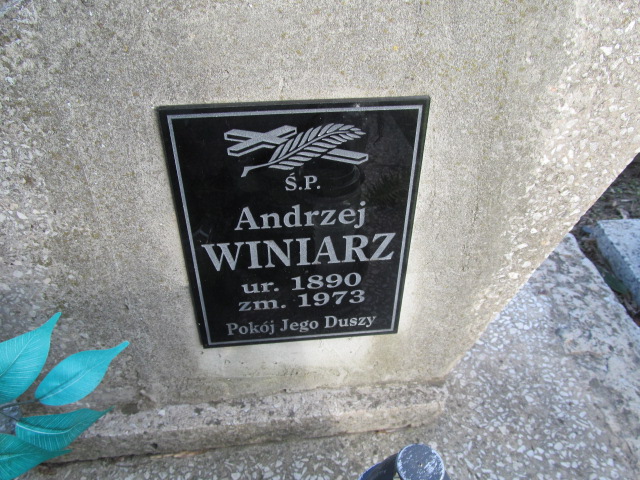 Ś.P.
Andrzej
WINIARZ
ur. 1890
zm. 1973
Pokój Jego Duszy